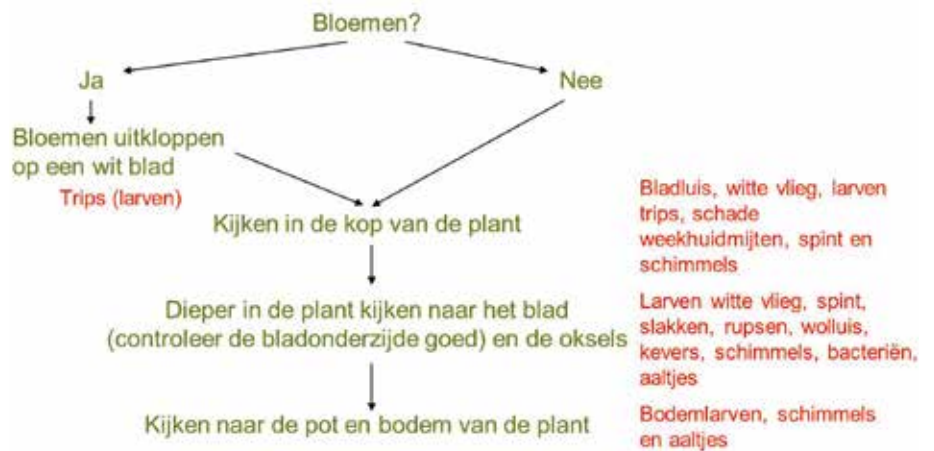 Bloemen?
Ja
Nee
Bloemen uitkloppen
op een wit blad
Trips (larven)
Kijken in de kop van de plant
Bladluis, witte vlieg, larven
trips, schade
weekhuidmijten, spint en
schimmels
Dieper in de plant kijken naar het blad
(controleer de bladonderzijde goed) en de oksels
Larven witte vlieg, spint,
slakken, rupsen, wolluis,
kevers, schimmels, bacteriën,
aaltjes
Kijken naar de pot en bodem van de plant
Bodemlarven, schimmels
en aaltjes